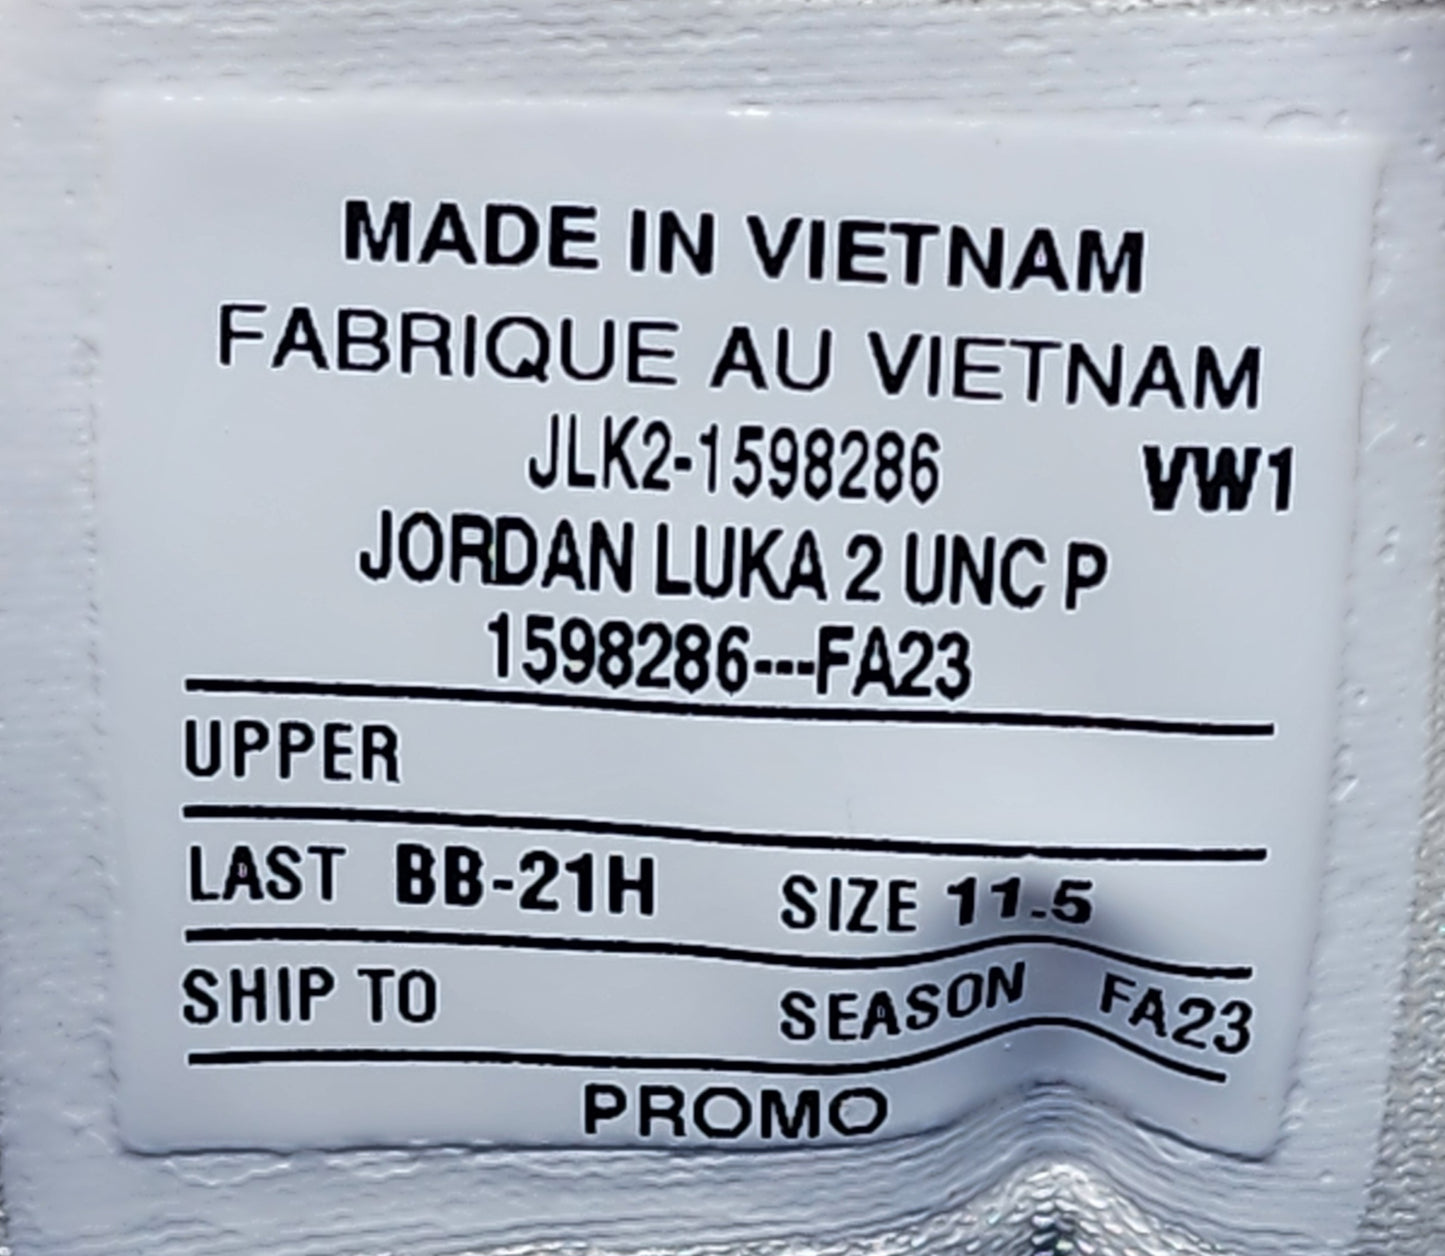 MADE IN VIETNAM
FABRIQUE AU VIETNAM
JLK2-1598286 VW1
JORDAN LUKA 2 UNC P
1598286---FA23
UPPER
LAST BB-21H SIZE 11.5
SHIP TO SEASON FA23
PROMO